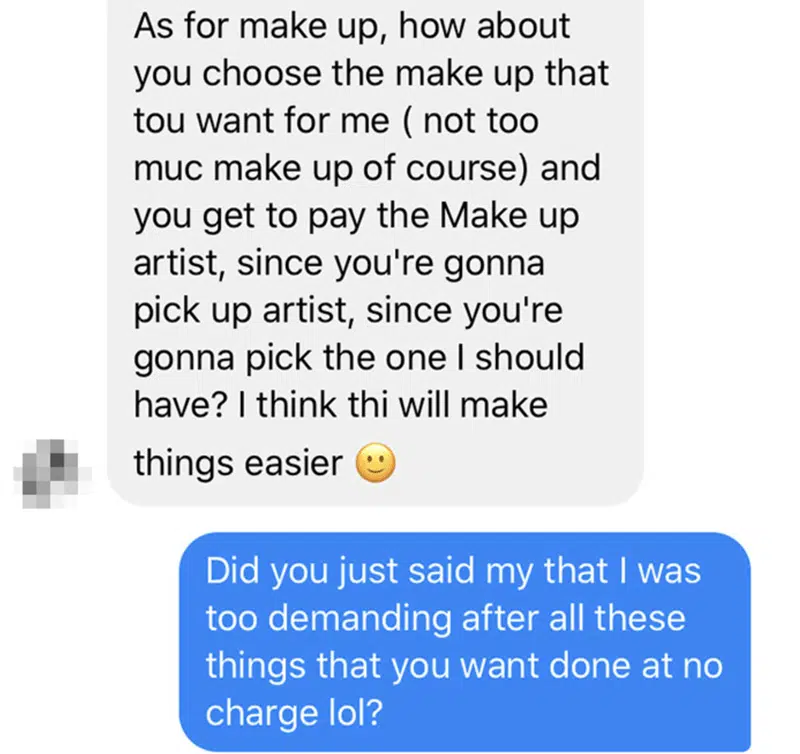 As for make up, how about
you choose the make up that
tou want for me ( not too
muc make up of course) and
you get to pay the Make up
artist, since you're gonna
pick up artist, since you're
gonna pick the one I should
have? I think thi will make
things easier 🙂
Did you just said my that I was
too demanding after all these
things that you want done at no
charge lol?